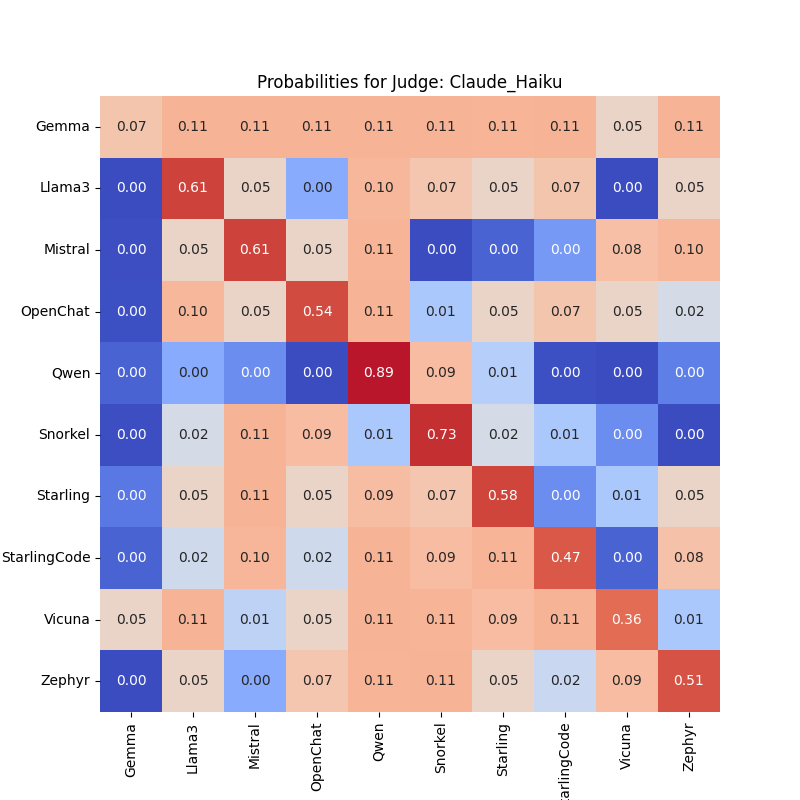 Probabilities for Judge: Claude_Haiku
Gemma 0.07 0.11 0.11 0.11 0.11 0.11 0.11 0.11 0.05 0.11
Llama3 0.00 0.61 0.05 0.00 0.10 0.07 0.05 0.07 0.00 0.05
Mistral 0.00 0.05 0.61 0.05 0.11 0.00 0.00 0.00 0.08 0.10
OpenChat 0.00 0.10 0.05 0.54 0.11 0.01 0.05 0.07 0.05 0.02
Qwen 0.00 0.00 0.00 0.00 0.89 0.09 0.01 0.00 0.00 0.00
Snorkel 0.00 0.02 0.11 0.09 0.01 0.73 0.02 0.01 0.00 0.00
Starling 0.00 0.05 0.11 0.05 0.09 0.07 0.58 0.00 0.01 0.05
StarlingCode 0.00 0.02 0.10 0.02 0.11 0.09 0.11 0.47 0.00 0.08
Vicuna 0.05 0.11 0.01 0.05 0.11 0.11 0.09 0.11 0.36 0.01
Zephyr 0.00 0.05 0.00 0.07 0.11 0.11 0.05 0.02 0.09 0.51
Gemma Llama3 Mistral OpenChat Qwen Snorkel Starling arlingCode Vicuna Zephyr